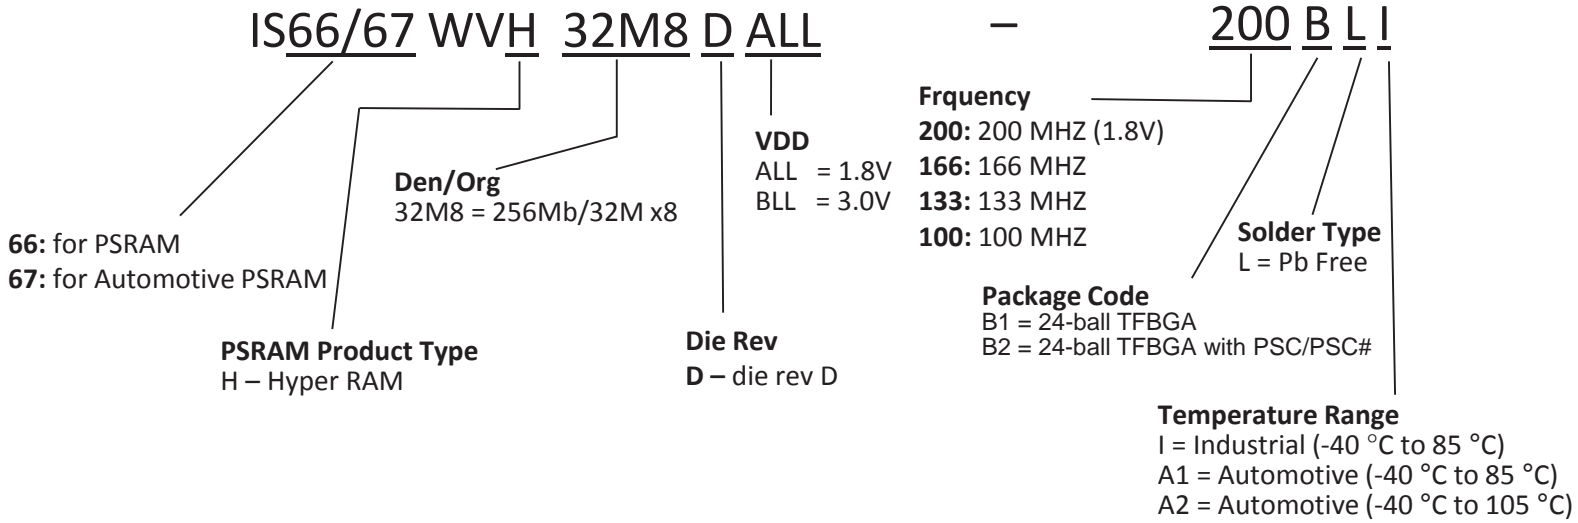 IS66/67 WVH 32M8 D ALL – 200 B L I
66: for PSRAM
67: for Automotive PSRAM
PSRAM Product Type
H – Hyper RAM
Den/Org
32M8 = 256Mb/32M x8
Die Rev
D – die rev D
VDD
ALL = 1.8V
BLL = 3.0V
Frquency
200: 200 MHZ (1.8V)
166: 166 MHZ
133: 133 MHZ
100: 100 MHZ
Package Code
B1 = 24-ball TFBGA
B2 = 24-ball TFBGA with PSC/PSC#
Solder Type
L = Pb Free
Temperature Range
I = Industrial (-40 °C to 85 °C)
A1 = Automotive (-40 °C to 85 °C)
A2 = Automotive (-40 °C to 105 °C)